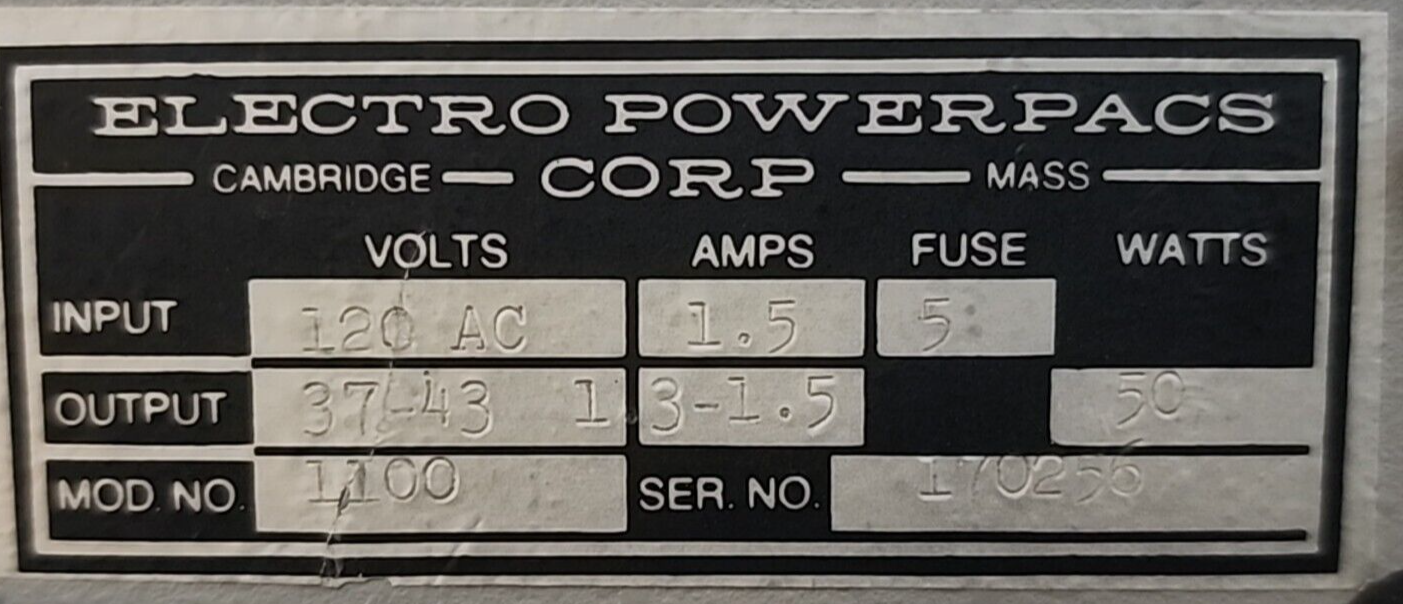 ELECTRO POWERPACS
CAMBRIDGE CORP MASS
VOLTS AMPS FUSE WATTS
INPUT 120 AC 1.5 5
OUTPUT 37-43 1.3-1.5 50
MOD. NO. 1100 SER. NO. 170256